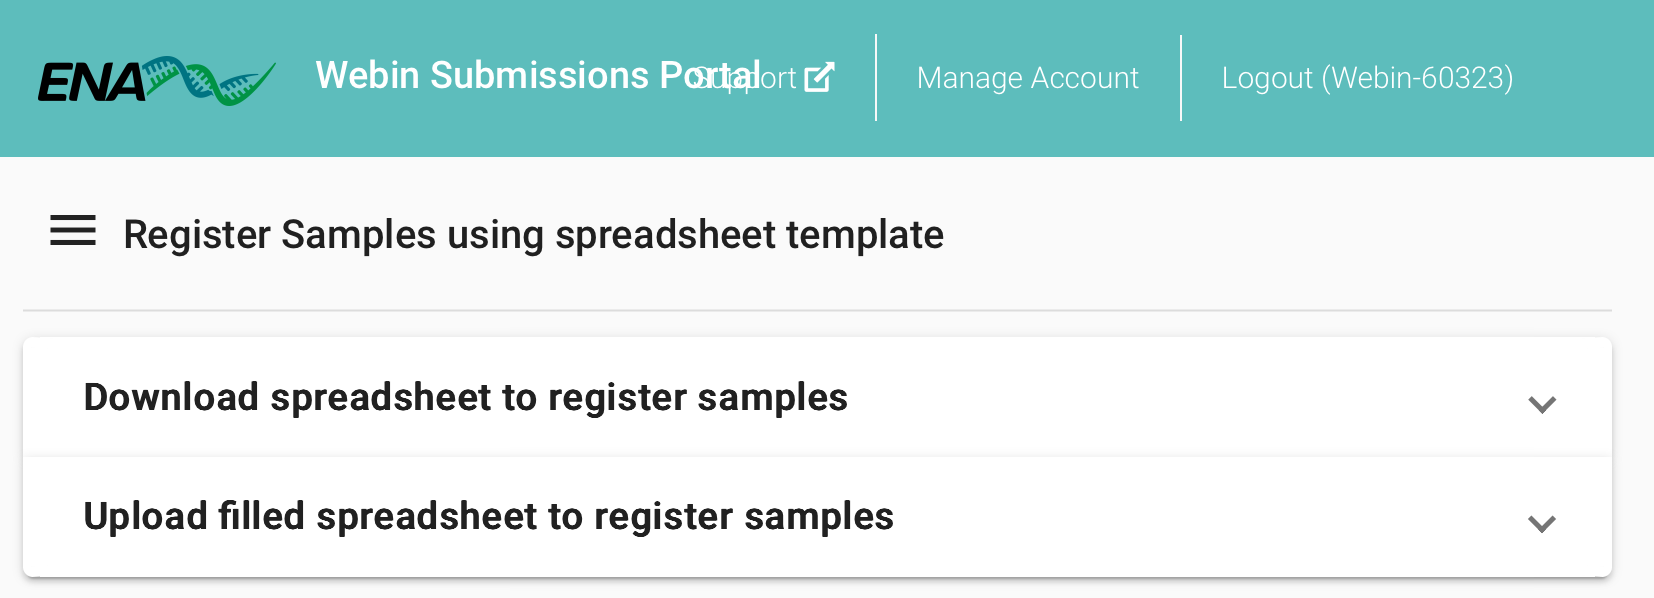 ENA Webin Submissions Portal Support Manage Account Logout (Webin-60323)
Register Samples using spreadsheet template
Download spreadsheet to register samples
Upload filled spreadsheet to register samples